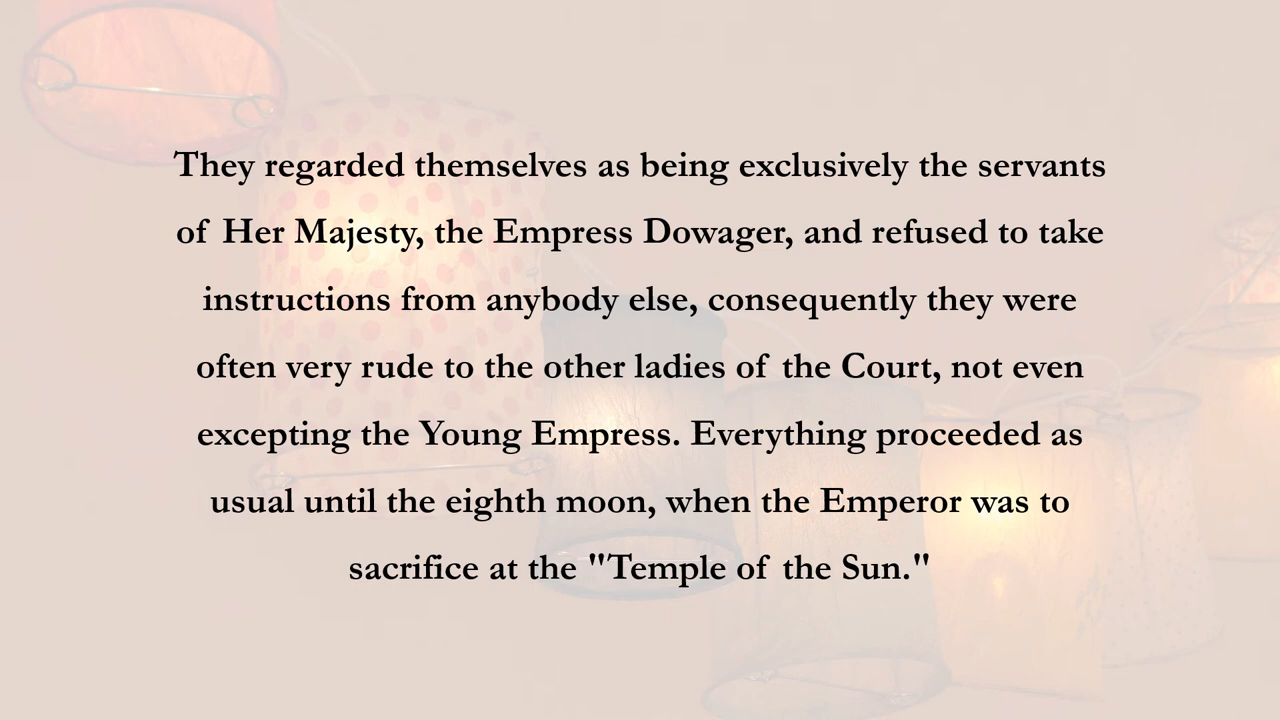 They regarded themselves as being exclusively the servants
of Her Majesty, the Empress Dowager, and refused to take
instructions from anybody else, consequently they were
often very rude to the other ladies of the Court, not even
excepting the Young Empress. Everything proceeded as
usual until the eighth moon, when the Emperor was to
sacrifice at the "Temple of the Sun."